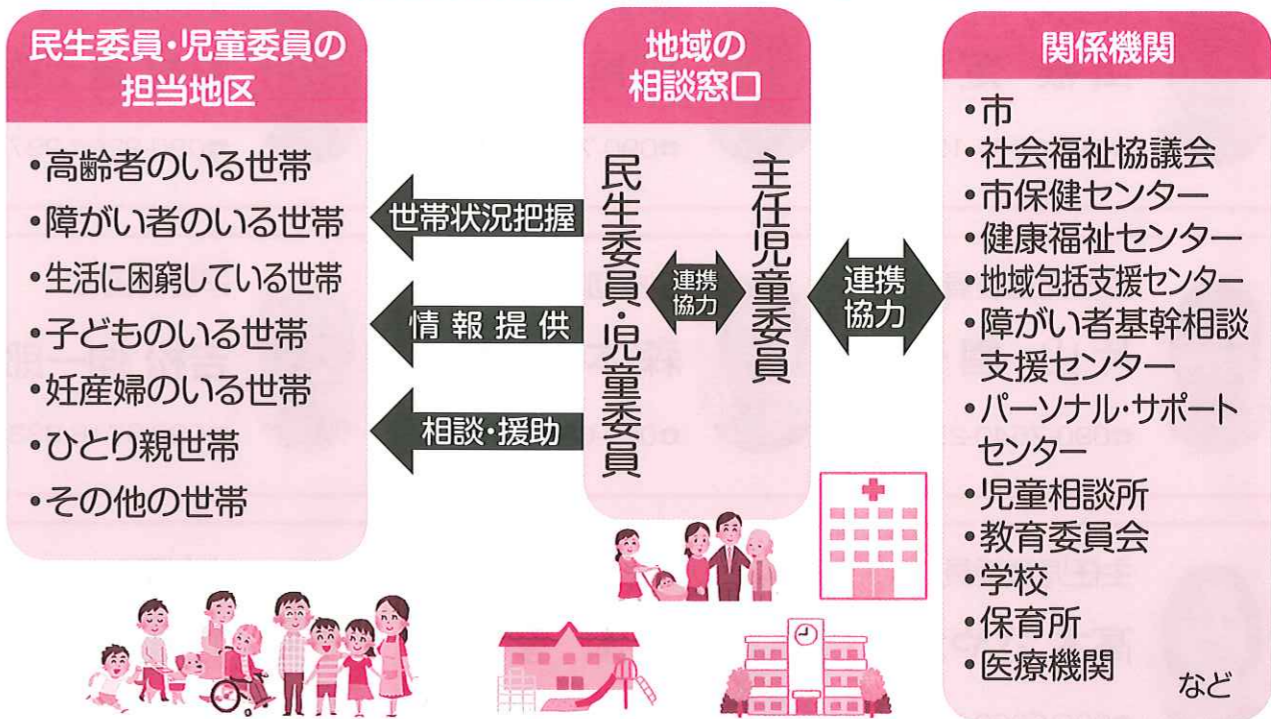 民生委員・児童委員の
担当地区
・高齢者のいる世帯
・障がい者のいる世帯
・生活に困窮している世帯
・子どものいる世帯
・妊産婦のいる世帯
・ひとり親世帯
・その他の世帯
世帯状況把握
情報提供
相談・援助
地域の
相談窓口
民生委員・児童委員
連携
協力
主任児童委員
連携
協力
関係機関
・市
・社会福祉協議会
・市保健センター
・健康福祉センター
・地域包括支援センター
・障がい者基幹相談
支援センター
・パーソナル・サポート
センター
・児童相談所
・教育委員会
・学校
・保育所
・医療機関
など